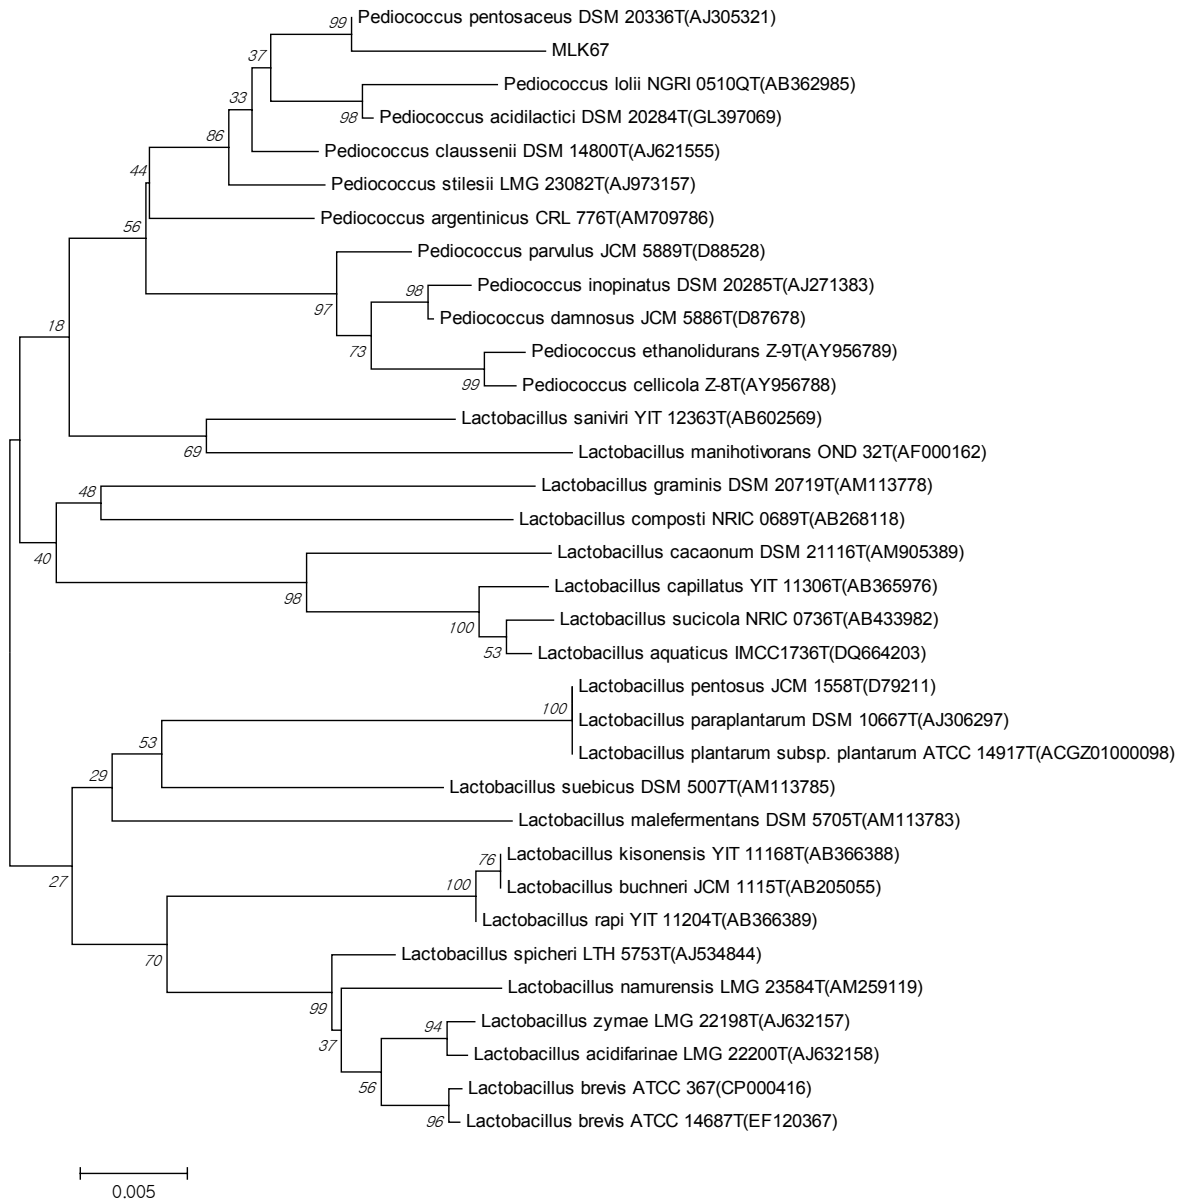 99
Pediococcus pentosaceus DSM 20336T(AJ305321)
MLK67
37
Pediococcus lolii NGRI 0510QT(AB362985)
33
98
Pediococcus acidilactici DSM 20284T(GL397069)
86
Pediococcus claussenii DSM 14800T(AJ621555)
44
Pediococcus stilesii LMG 23082T(AJ973157)
56
Pediococcus argentinicus CRL 776T(AM709786)
Pediococcus parvulus JCM 5889T(D88528)
97
98
Pediococcus inopinatus DSM 20285T(AJ271383)
18
Pediococcus damnosus JCM 5886T(D87678)
73
Pediococcus ethanolidurans Z-9T(AY956789)
99
Pediococcus cellicola Z-8T(AY956788)
Lactobacillus saniviri YIT 12363T(AB602569)
69
Lactobacillus manihotivorans OND 32T(AF000162)
48
Lactobacillus graminis DSM 20719T(AM113778)
Lactobacillus composti NRIC 0689T(AB268118)
40
Lactobacillus cacaonum DSM 21116T(AM905389)
98
Lactobacillus capillatus YIT 11306T(AB365976)
100
Lactobacillus sucicola NRIC 0736T(AB433982)
53
Lactobacillus aquaticus IMCC1736T(DQ664203)
Lactobacillus pentosus JCM 1558T(D79211)
100
Lactobacillus paraplantarum DSM 10667T(AJ306297)
53
Lactobacillus plantarum subsp. plantarum ATCC 14917T(ACGZ01000098)
29
Lactobacillus suebicus DSM 5007T(AM113785)
Lactobacillus malefermentans DSM 5705T(AM113783)
27
76
Lactobacillus kisonensis YIT 11168T(AB366388)
100
Lactobacillus buchneri JCM 1115T(AB205055)
Lactobacillus rapi YIT 11204T(AB366389)
70
Lactobacillus spicheri LTH 5753T(AJ534844)
99
Lactobacillus namurensis LMG 23584T(AM259119)
37
94
Lactobacillus zymae LMG 22198T(AJ632157)
Lactobacillus acidifarinae LMG 22200T(AJ632158)
56
Lactobacillus brevis ATCC 367(CP000416)
96
Lactobacillus brevis ATCC 14687T(EF120367)
0.005